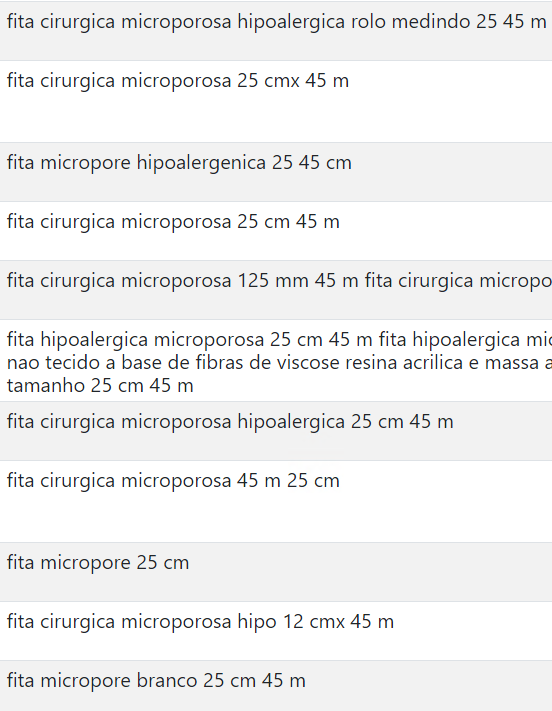 fita cirurgica microporosa hipoalergica rolo medindo 25 45 m
fita cirurgica microporosa 25 cmx 45 m
fita micropore hipoalergenica 25 45 cm
fita cirurgica microporosa 25 cm 45 m
fita cirurgica microporosa 125 mm 45 m fita cirurgica micropo
fita hipoalergica microporosa 25 cm 45 m fita hipoalergica mic
nao tecido a base de fibras de viscose resina acrilica e massa a
tamanho 25 cm 45 m
fita cirurgica microporosa hipoalergica 25 cm 45 m
fita cirurgica microporosa 45 m 25 cm
fita micropore 25 cm
fita cirurgica microporosa hipo 12 cmx 45 m
fita micropore branco 25 cm 45 m